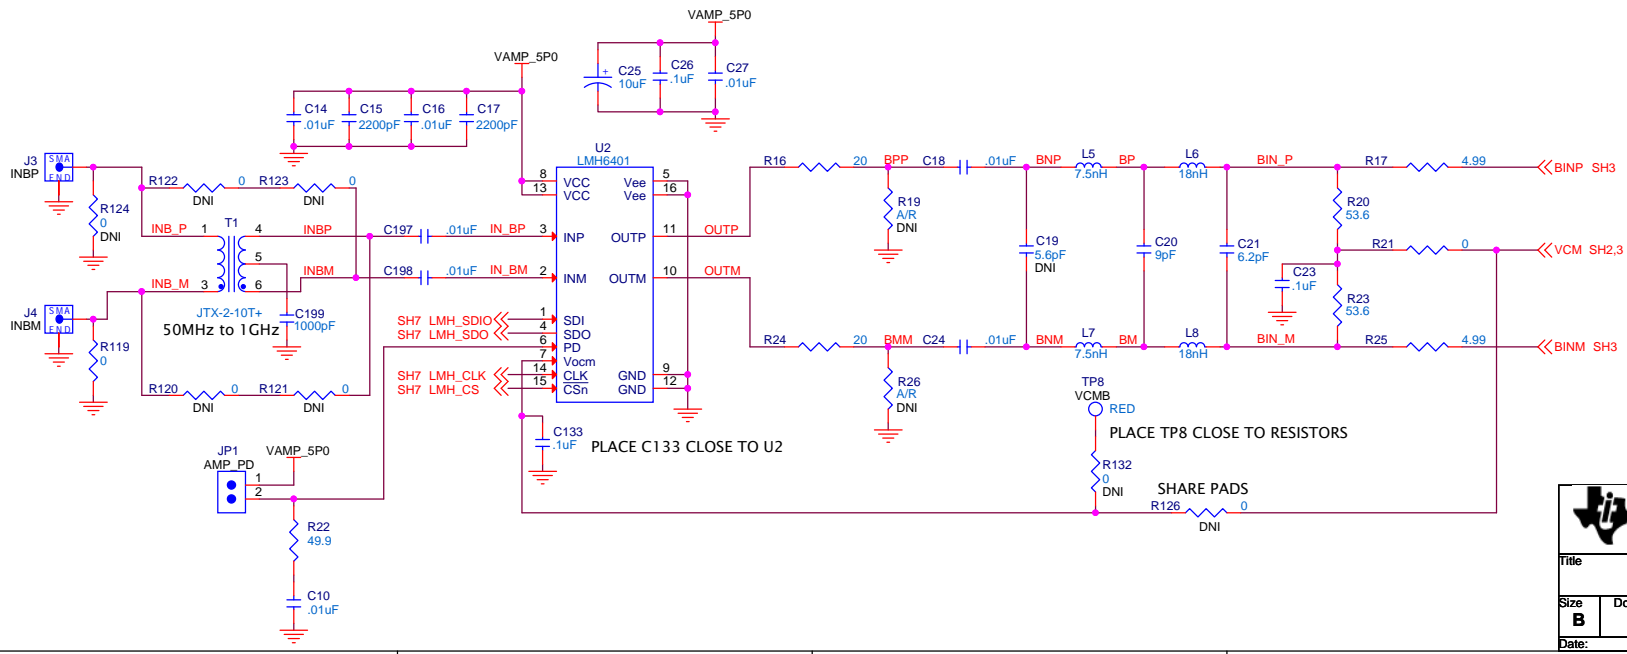 VAMP_5P0
VAMP_5P0
C25
10uF
+
C26
.1uF
C27
.01uF
C14
.01uF
C15
2200pF
C16
.01uF
C17
2200pF
U2
LMH6401
J3
INBP
SMA
END
R122 0
DNI
R123 0
DNI
R124
0
DNI
T1
INB_P 1
4 INBP
5
INB_M 3
6 INBM
JTX-2-10T+
50MHz to 1GHz
C199
1000pF
J4
INBM
SMA
END
R119
0
R120 0
DNI
R121 0
DNI
C197 .01uF IN_BP
C198 .01uF IN_BM
8 VCC
13 VCC
3 INP
2 INM
1 SDI
4 SDO
6 PD
7 Vocm
14 CLK
15 CSn
Vee 5
Vee 16
OUTP 11 OUTP
OUTM 10 OUTM
GND 9
GND 12
SH7 LMH_SDIO
SH7 LMH_SDO
SH7 LMH_CLK
SH7 LMH_CS
C133
.1uF
PLACE C133 CLOSE TO U2
JP1
AMP_PD
VAMP_5P0
1
2
R22
49.9
C10
.01uF
R16 20 BPP C18 .01uF BNP L5 BP L6 BIN_P R17 4.99 BINP SH3
7.5nH
18nH
R19
A/R
DNI
C19
5.6pF
DNI
C20
9pF
C21
6.2pF
R20
53.6
R21 0 VCM SH2,3
C23
.1uF
R23
53.6
R24 20 BMM C24 .01uF BNM L7 BM L8 BIN_M R25 4.99 BINM SH3
7.5nH
18nH
R26
A/R
DNI
TP8
VCMB
RED
PLACE TP8 CLOSE TO RESISTORS
R132
0
DNI
SHARE PADS
R126 0
DNI
Title
Size
B
Date: